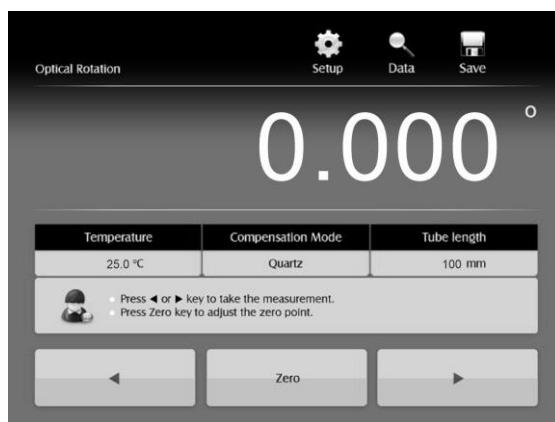 Optical Rotation
Setup
Data
Save
0.000 °
Temperature
Compensation Mode
Tube length
25.0 °C
Quartz
100 mm
Press ◄ or ► key to take the measurement.
Press Zero key to adjust the zero point.
◄
Zero
►